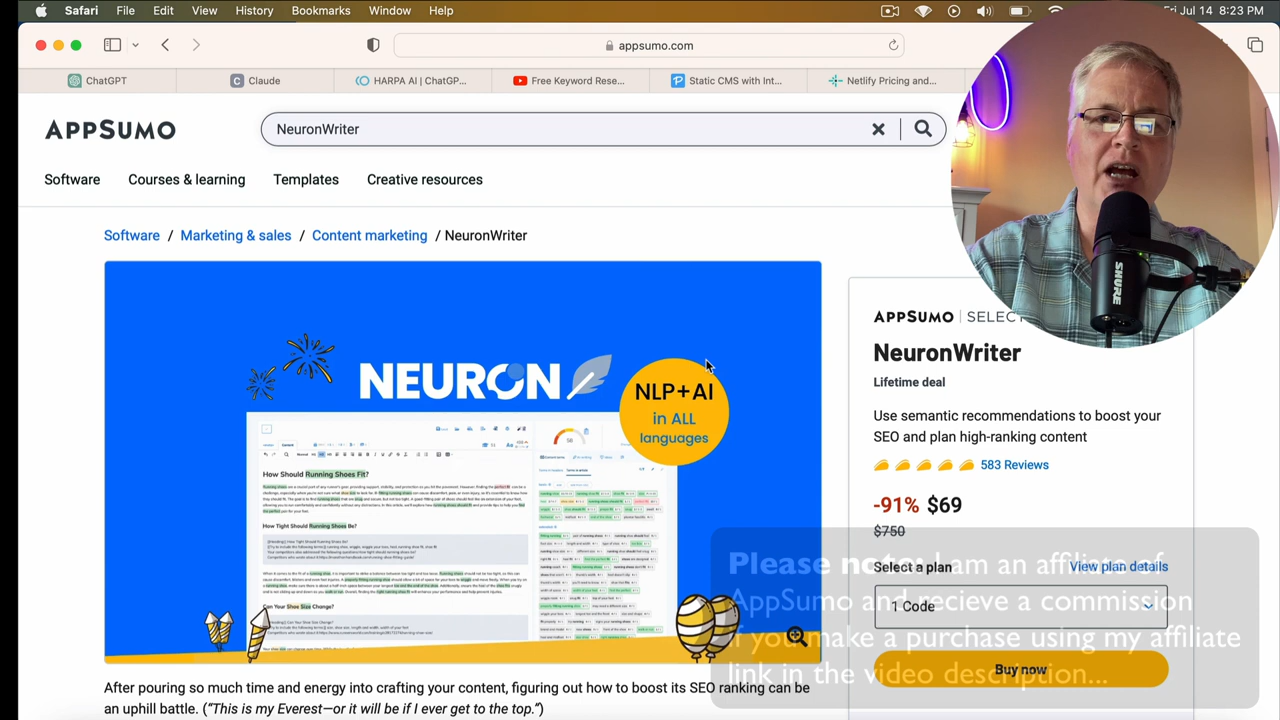 Safari File Edit View History Bookmarks Window Help
Fri Jul 14 8:23 PM
appsumo.com
ChatGPT
Claude
HARPA AI | ChatGP...
Free Keyword Rese...
Static CMS with Int...
Netlify Pricing and...
APPSUMO
NeuronWriter
Software Courses & learning Templates Creative resources
Software / Marketing & sales / Content marketing / NeuronWriter
NEURON
NLP+AI
in ALL
languages
How Should Running Shoes Fit?
How Tight Should Running Shoes Be?
Can Your Shoe Size Change?
SHURE
APPSUMO | SELECT
NeuronWriter
Lifetime deal
Use semantic recommendations to boost your
SEO and plan high-ranking content
583 Reviews
-91% $69
$750
Select a plan View plan details
1 Code
Buy now
Please note: I am an affiliate of
AppSumo and recieve a commission
if you make a purchase using my affiliate
link in the video description...
After pouring so much time and energy into crafting your content, figuring out how to boost its SEO ranking can be
an uphill battle. ("This is my Everest—or it will be if I ever get to the top.")